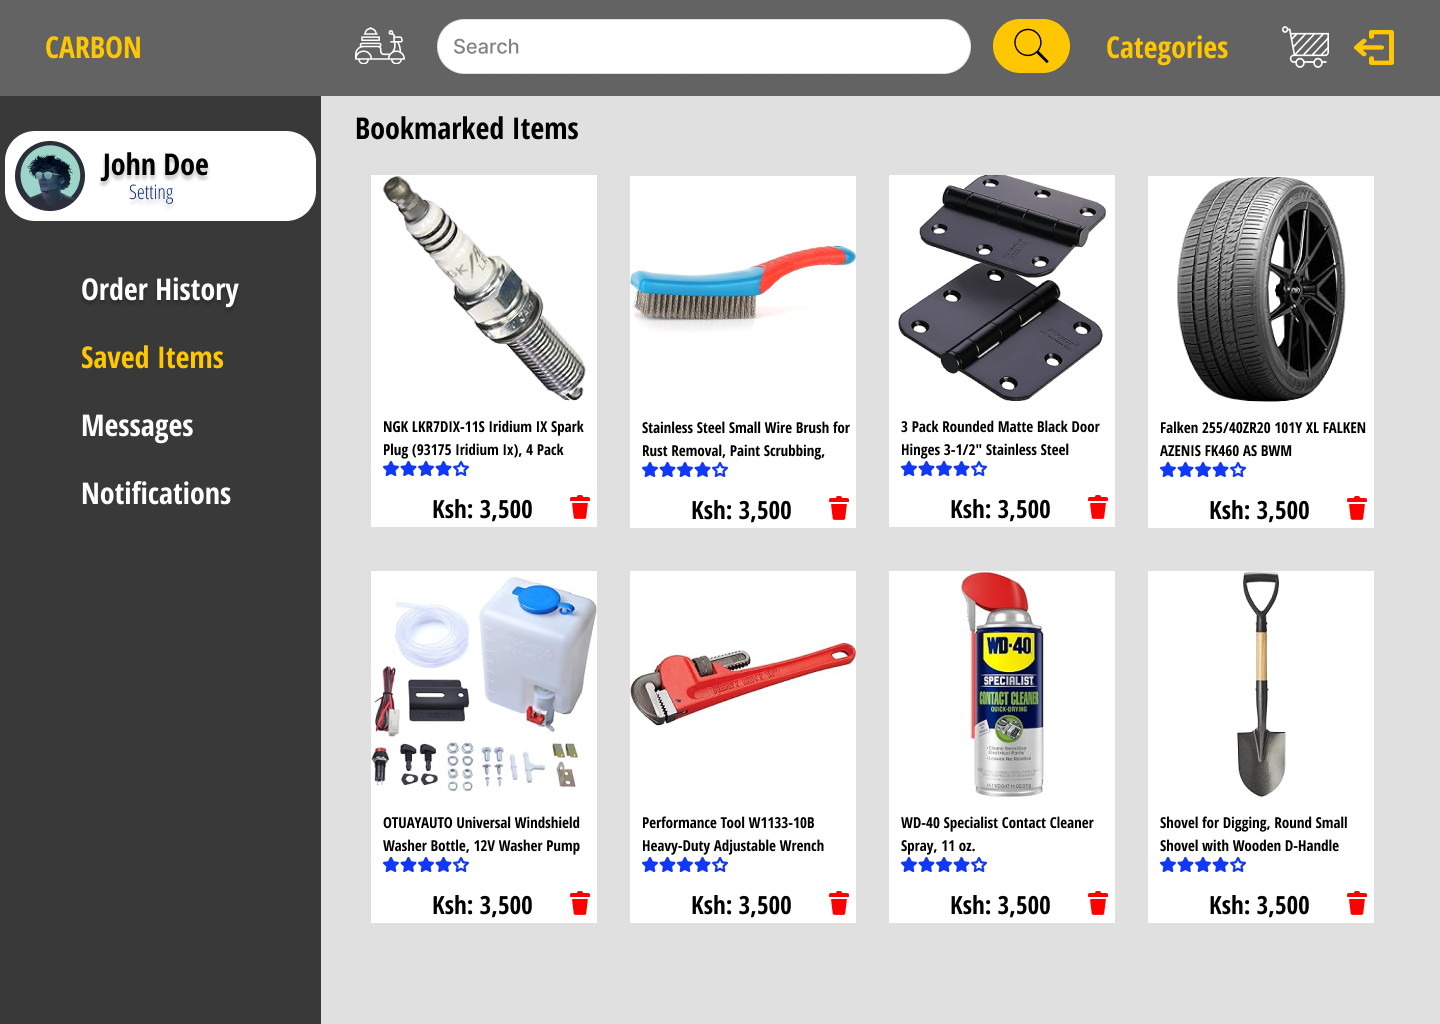 CARBON
Search
Categories
John Doe
Setting
Order History
Saved Items
Messages
Notifications
Bookmarked Items
NGK LKR7DIX-11S Iridium IX Spark
Plug (93175 Iridium Ix), 4 Pack
Ksh: 3,500
Stainless Steel Small Wire Brush for
Rust Removal, Paint Scrubbing,
Ksh: 3,500
3 Pack Rounded Matte Black Door
Hinges 3-1/2" Stainless Steel
Ksh: 3,500
Falken 255/40ZR20 101Y XL FALKEN
AZENIS FK460 AS BWM
Ksh: 3,500
OTUAYAUTO Universal Windshield
Washer Bottle, 12V Washer Pump
Ksh: 3,500
Performance Tool W1133-10B
Heavy-Duty Adjustable Wrench
Ksh: 3,500
WD-40
SPECIALIST
CONTACT CLEANER
QUICK-DRYING
WD-40 Specialist Contact Cleaner
Spray, 11 oz.
Ksh: 3,500
Shovel for Digging, Round Small
Shovel with Wooden D-Handle
Ksh: 3,500